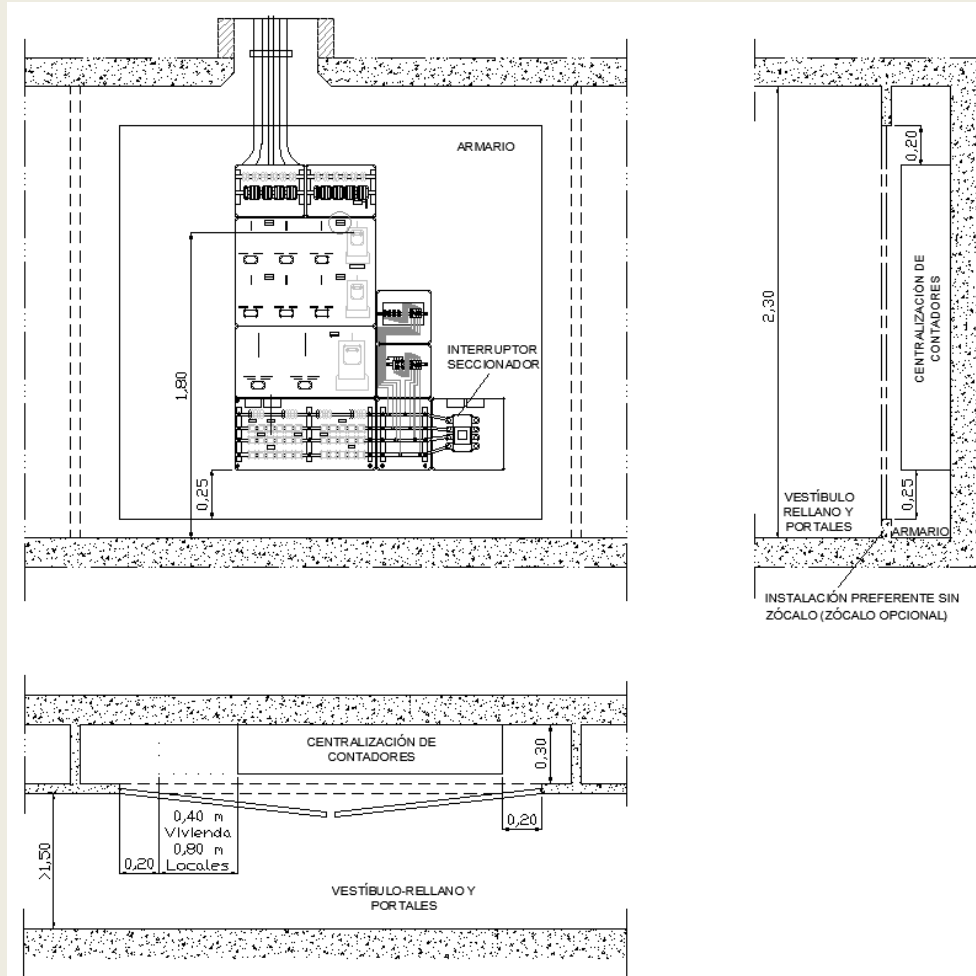 ARMARIO
INTERRUPTOR
SECCIONADOR
1,80
0,25
2,30
0,20
CENTRALIZACIÓN DE
CONTADORES
0,25
VESTÍBULO
RELLANO Y
PORTALES
ARMARIO
INSTALACIÓN PREFERENTE SIN
ZÓCALO (ZÓCALO OPCIONAL)
CENTRALIZACIÓN DE
CONTADORES
0,30
0,40 m
Vivienda
0,80 m
Locales
0,20
0,20
>1,50
VESTÍBULO-RELLANO Y
PORTALES